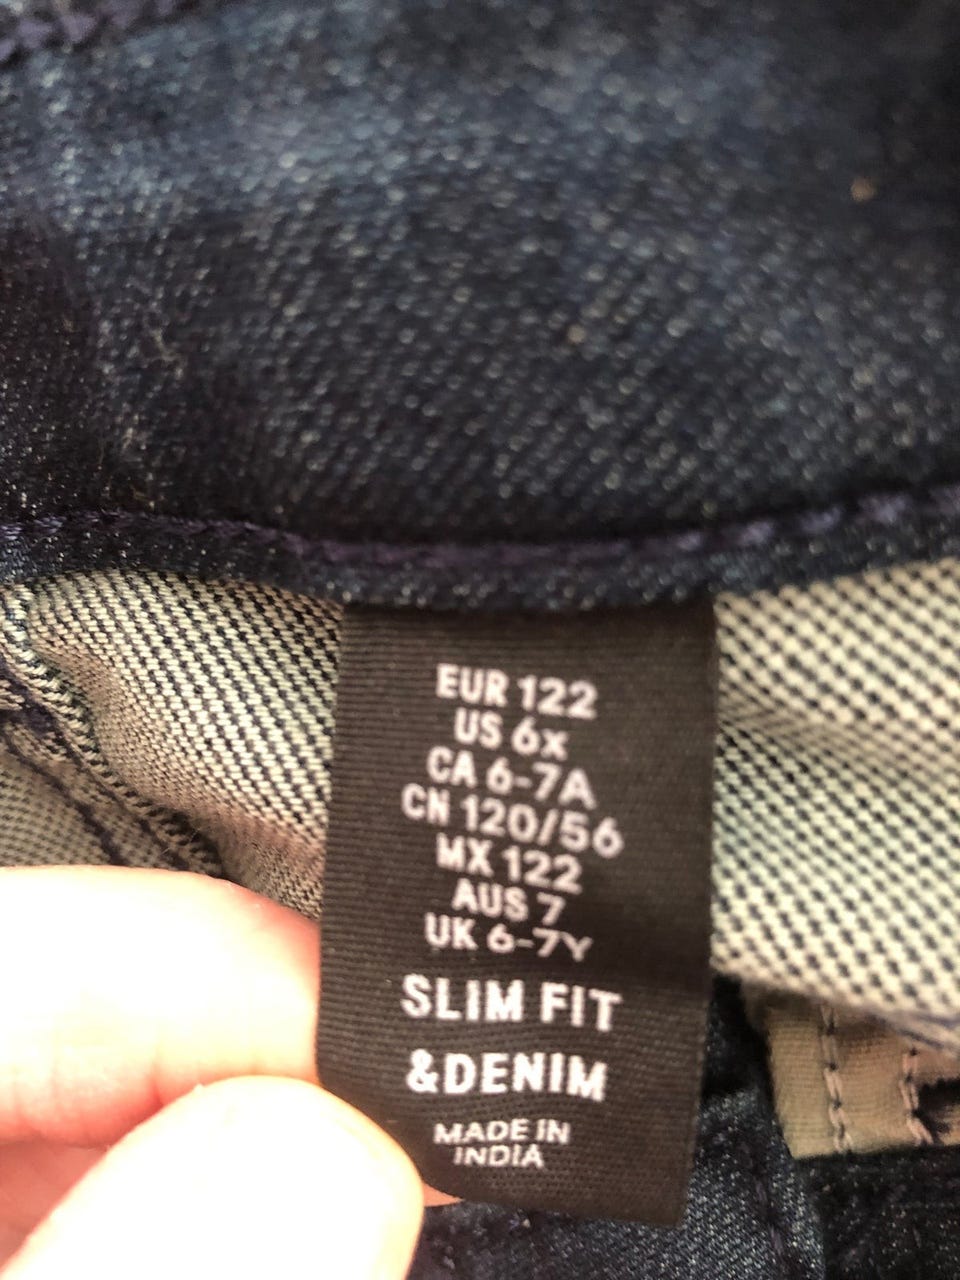 EUR 122
US 6x
CA 6-7A
CN 120/56
MX 122
AUS 7
UK 6-7Y
SLIM FIT
&DENIM
MADE IN
INDIA